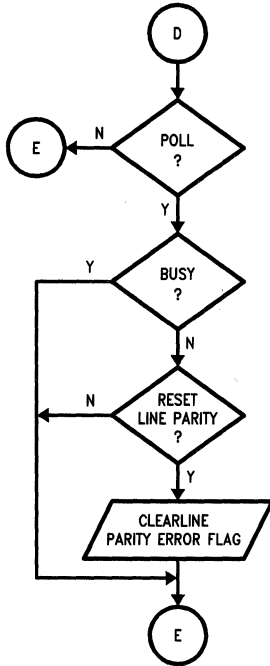 D
POLL
?
N
E
Y
BUSY
?
Y
N
RESET
LINE PARITY
?
N
Y
CLEARLINE
PARITY ERROR FLAG
E